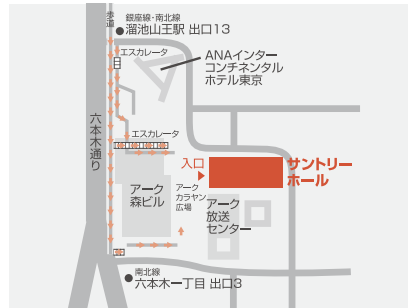 歩道
銀座線・南北線
溜池山王駅 出口13
エスカレータ
ANAインター
コンチネンタル
ホテル東京
六本木通り
エスカレータ
入口
サントリー
ホール
アーク
森ビル
アーク
カラヤン
広場
アーク
放送
センター
南北線
六本木一丁目 出口3